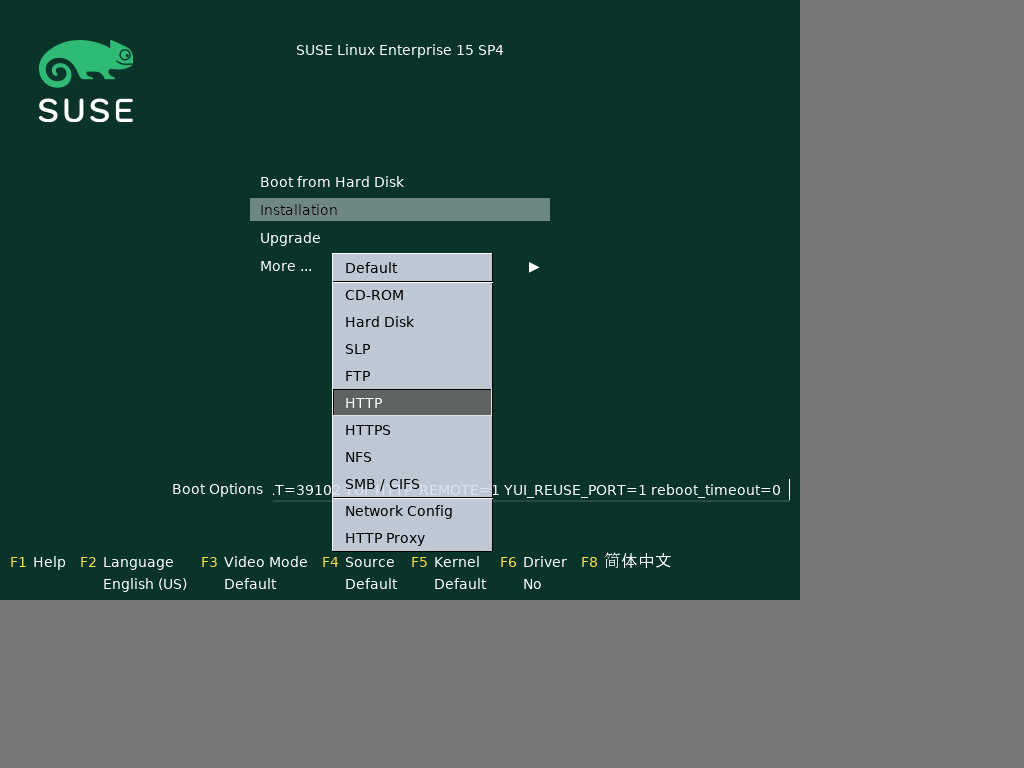 SUSE
SUSE Linux Enterprise 15 SP4
Boot from Hard Disk
Installation
Upgrade
More ...
Default
CD-ROM
Hard Disk
SLP
FTP
HTTP
HTTPS
NFS
SMB / CIFS
Network Config
HTTP Proxy
Boot Options .T=39102 YUI_HTTP_REMOTE=1 YUI_REUSE_PORT=1 reboot_timeout=0
F1 Help F2 Language F3 Video Mode F4 Source F5 Kernel F6 Driver F8 简体中文
English (US) Default Default Default No